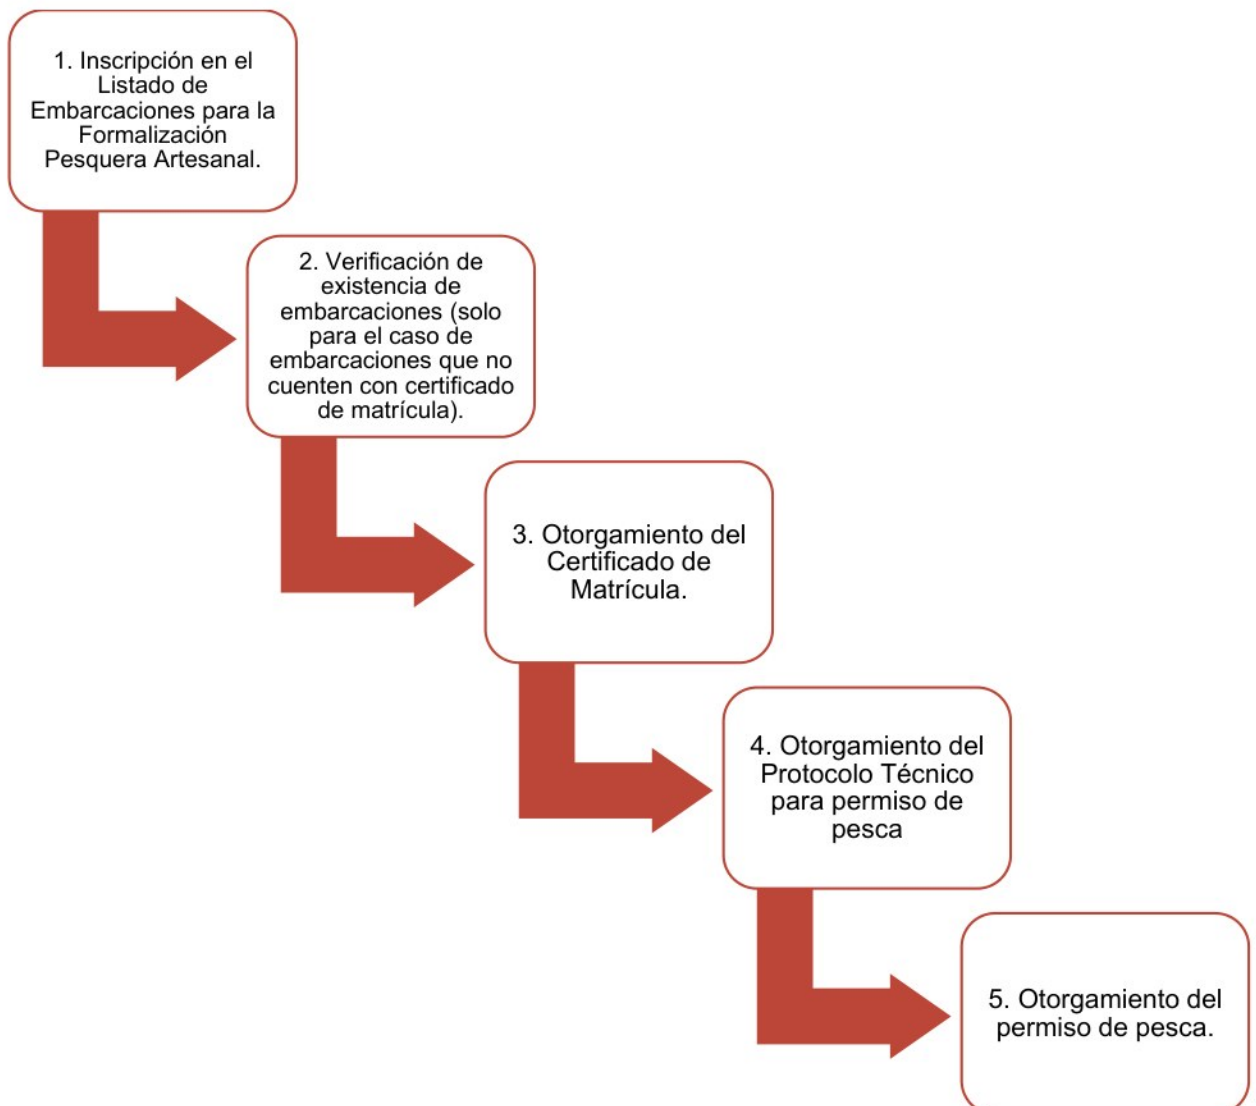 1. Inscripción en el
Listado de
Embarcaciones para la
Formalización
Pesquera Artesanal.
2. Verificación de
existencia de
embarcaciones (solo
para el caso de
embarcaciones que no
cuenten con certificado
de matrícula).
3. Otorgamiento del
Certificado de
Matrícula.
4. Otorgamiento del
Protocolo Técnico
para permiso de
pesca
5. Otorgamiento del
permiso de pesca.